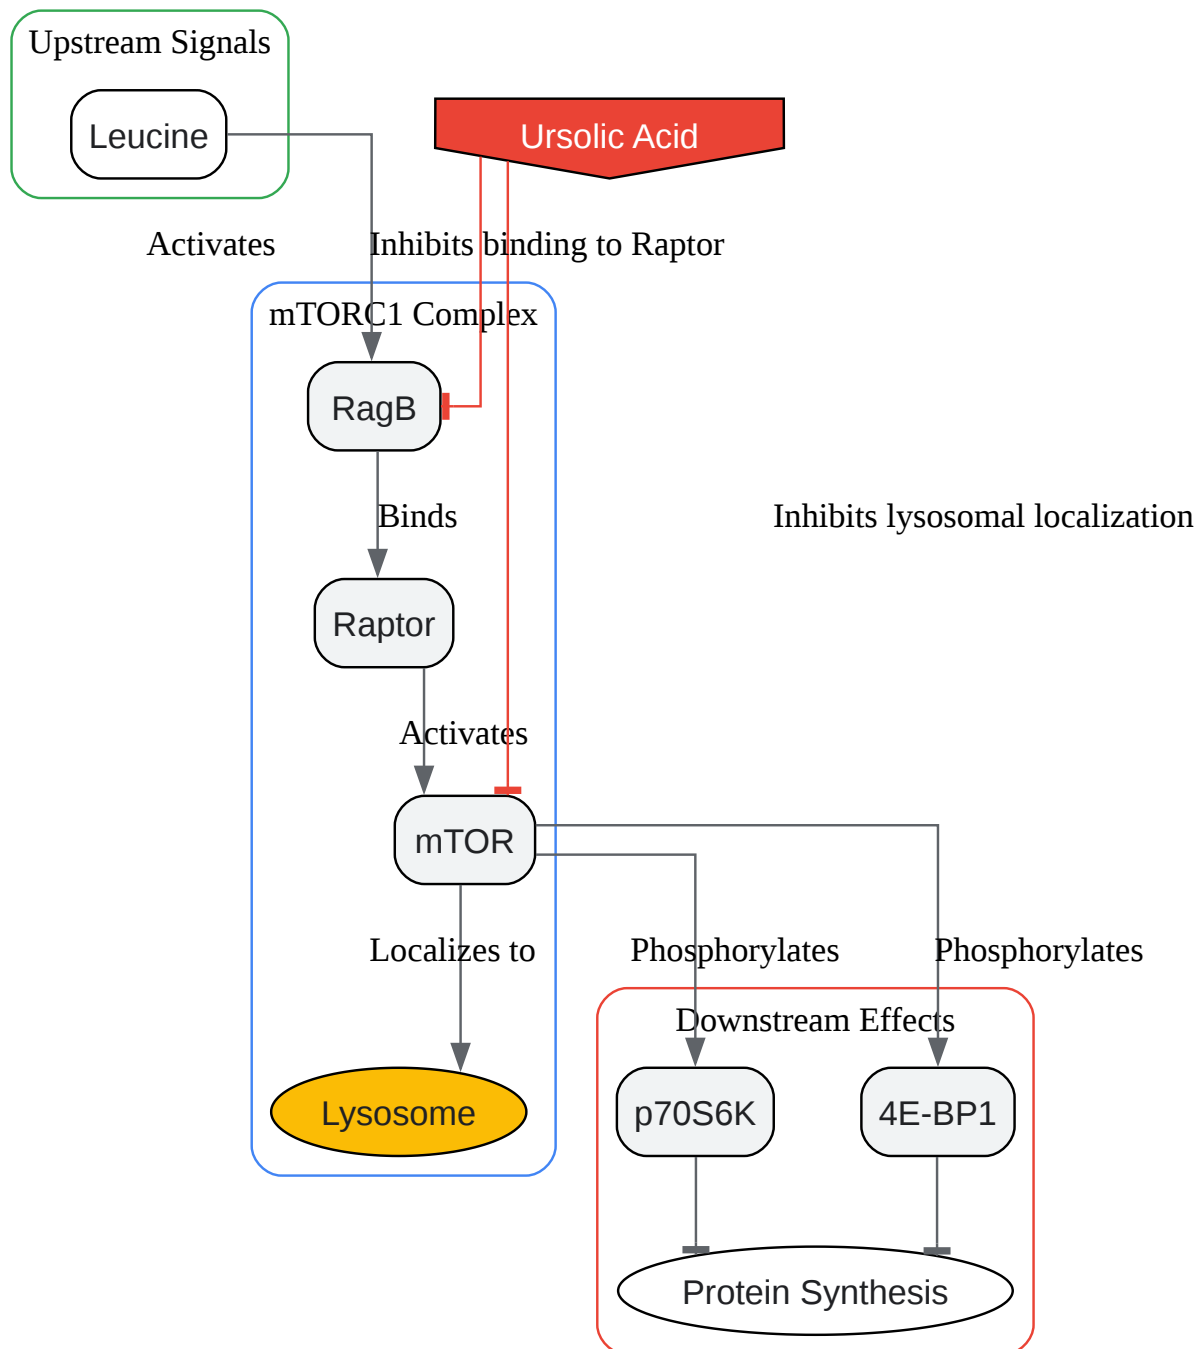 Upstream Signals
Leucine
Ursolic Acid
Activates
Inhibits binding to Raptor
mTORC1 Complex
RagB
Binds
Inhibits lysosomal localization
Raptor
Activates
mTOR
Localizes to
Phosphorylates
Phosphorylates
Downstream Effects
Lysosome
p70S6K
4E-BP1
Protein Synthesis